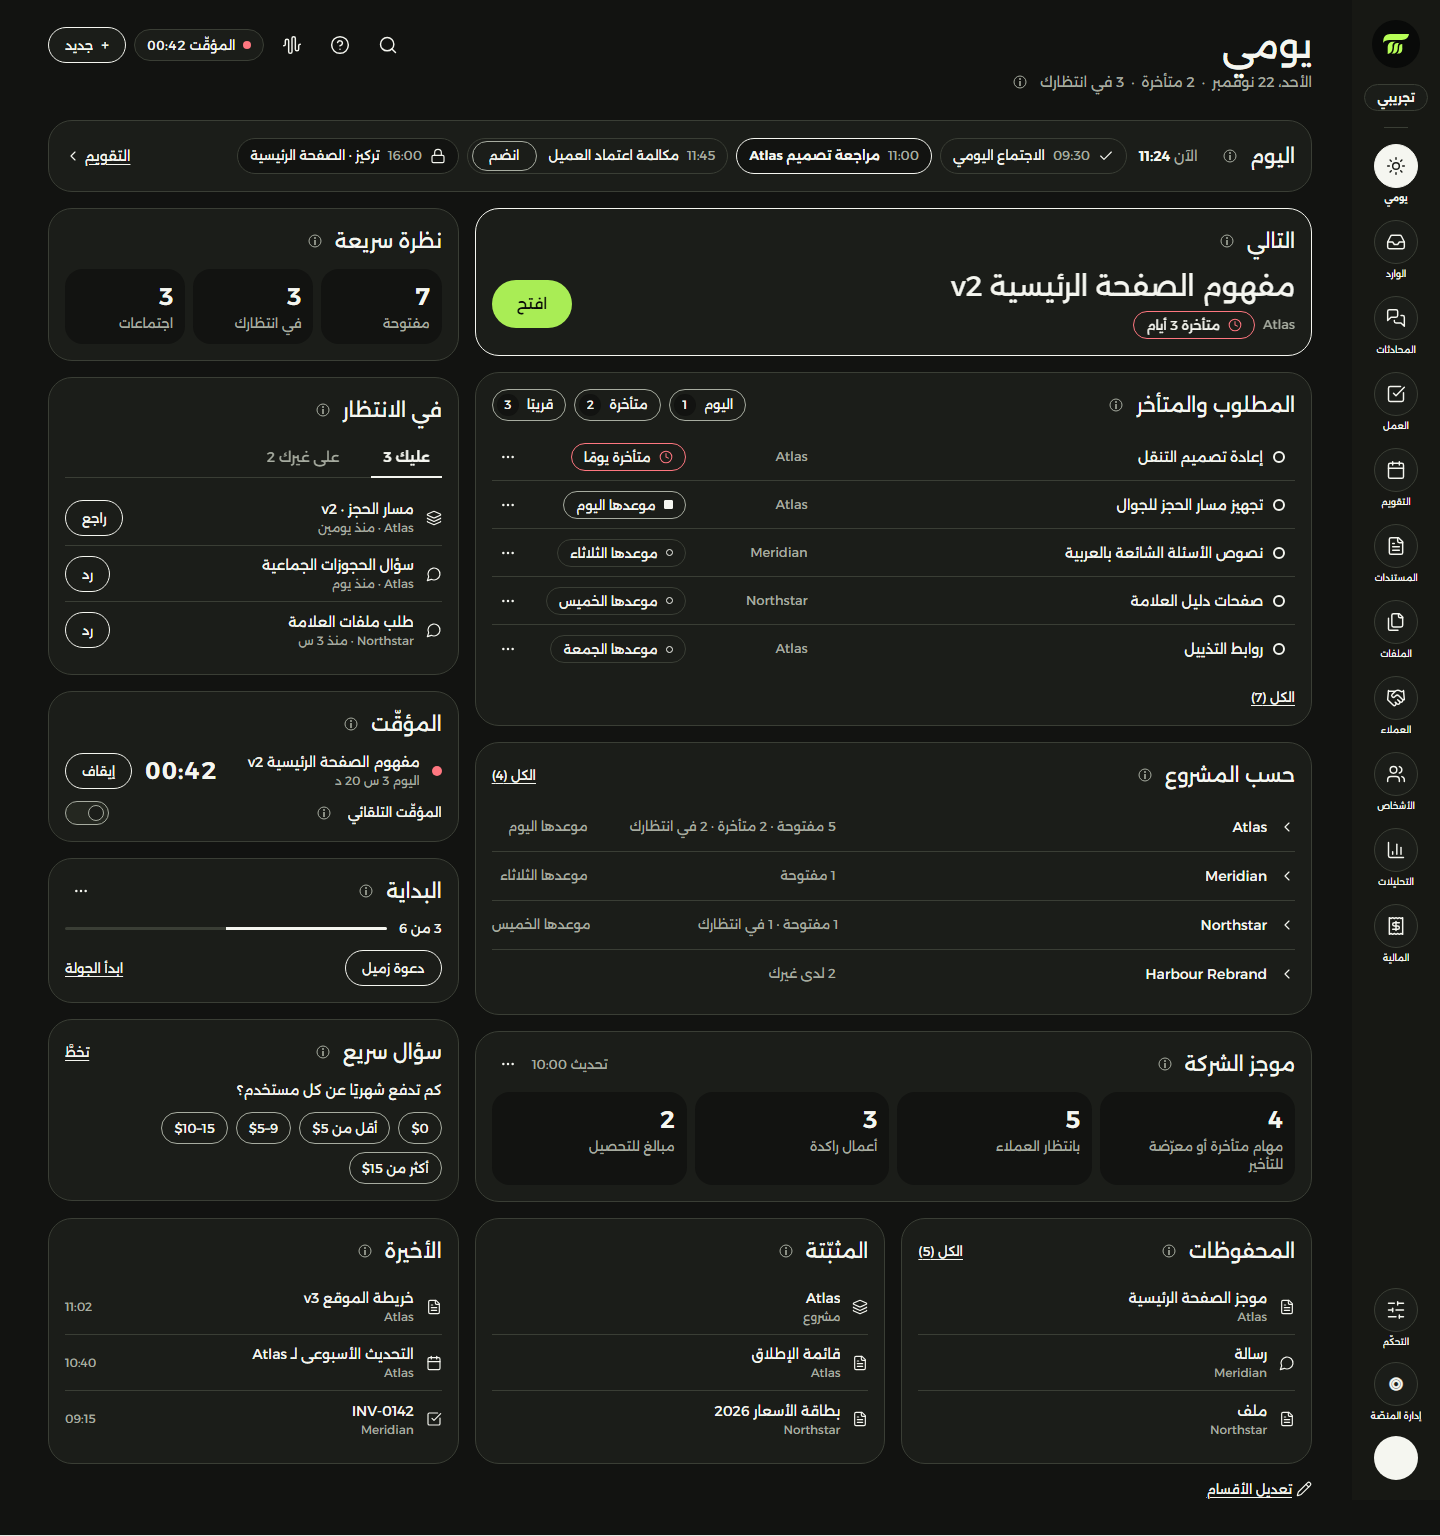 تجريبي
يومي
الوارد
المحادثات
العمل
التقويم
المستندات
الملفات
العملاء
الأشخاص
التحليلات
المالية
التحكّم
إدارة المنصّة
يومي
الأحد، 22 نوفمبر · 2 متأخرة · 3 في انتظارك
المؤقّت 00:42
+ جديد
اليوم
الآن 11:24
09:30 الاجتماع اليومي
11:00 مراجعة تصميم Atlas
11:45 مكالمة اعتماد العميل
انضم
16:00 تركيز · الصفحة الرئيسية
التقويم
التالي
مفهوم الصفحة الرئيسية v2
Atlas
متأخرة 3 أيام
افتح
المطلوب والمتأخر
اليوم 1
متأخرة 2
قريبًا 3
إعادة تصميم التنقل Atlas متأخرة يومًا
تجهيز مسار الحجز للجوال Atlas موعدها اليوم
نصوص الأسئلة الشائعة بالعربية Meridian موعدها الثلاثاء
صفحات دليل العلامة Northstar موعدها الخميس
روابط التذييل Atlas موعدها الجمعة
الكل (7)
حسب المشروع
الكل (4)
Atlas 5 مفتوحة · 2 متأخرة · 2 في انتظارك موعدها اليوم
Meridian 1 مفتوحة موعدها الثلاثاء
Northstar 1 مفتوحة · 1 في انتظارك موعدها الخميس
Harbour Rebrand 2 لدى غيرك
موجز الشركة
تحديث 10:00
4
مهام متأخرة أو معرّضة
للتأخير
5
بانتظار العملاء
3
أعمال راكدة
2
مبالغ للتحصيل
نظرة سريعة
7
مفتوحة
3
في انتظارك
3
اجتماعات
في الانتظار
عليك 3
على غيرك 2
مسار الحجز · v2
Atlas · منذ يومين
راجع
سؤال الحجوزات الجماعية
Atlas · منذ يوم
رد
طلب ملفات العلامة
Northstar · منذ 3 س
رد
المؤقّت
مفهوم الصفحة الرئيسية v2
اليوم 3 س 20 د
00:42
إيقاف
المؤقّت التلقائي
البداية
3 من 6
دعوة زميل
ابدأ الجولة
سؤال سريع
تخطَّ
كم تدفع شهريًا عن كل مستخدم؟
$0
أقل من 5$
$5–9
$10–15
أكثر من 15$
المحفوظات
الكل (5)
موجز الصفحة الرئيسية
Atlas
رسالة
Meridian
ملف
Northstar
المثبّتة
Atlas
مشروع
قائمة الإطلاق
Atlas
بطاقة الأسعار 2026
Northstar
الأخيرة
خريطة الموقع v3
Atlas
11:02
التحديث الأسبوعي لـ Atlas
Atlas
10:40
INV-0142
Meridian
09:15
تعديل الأقسام